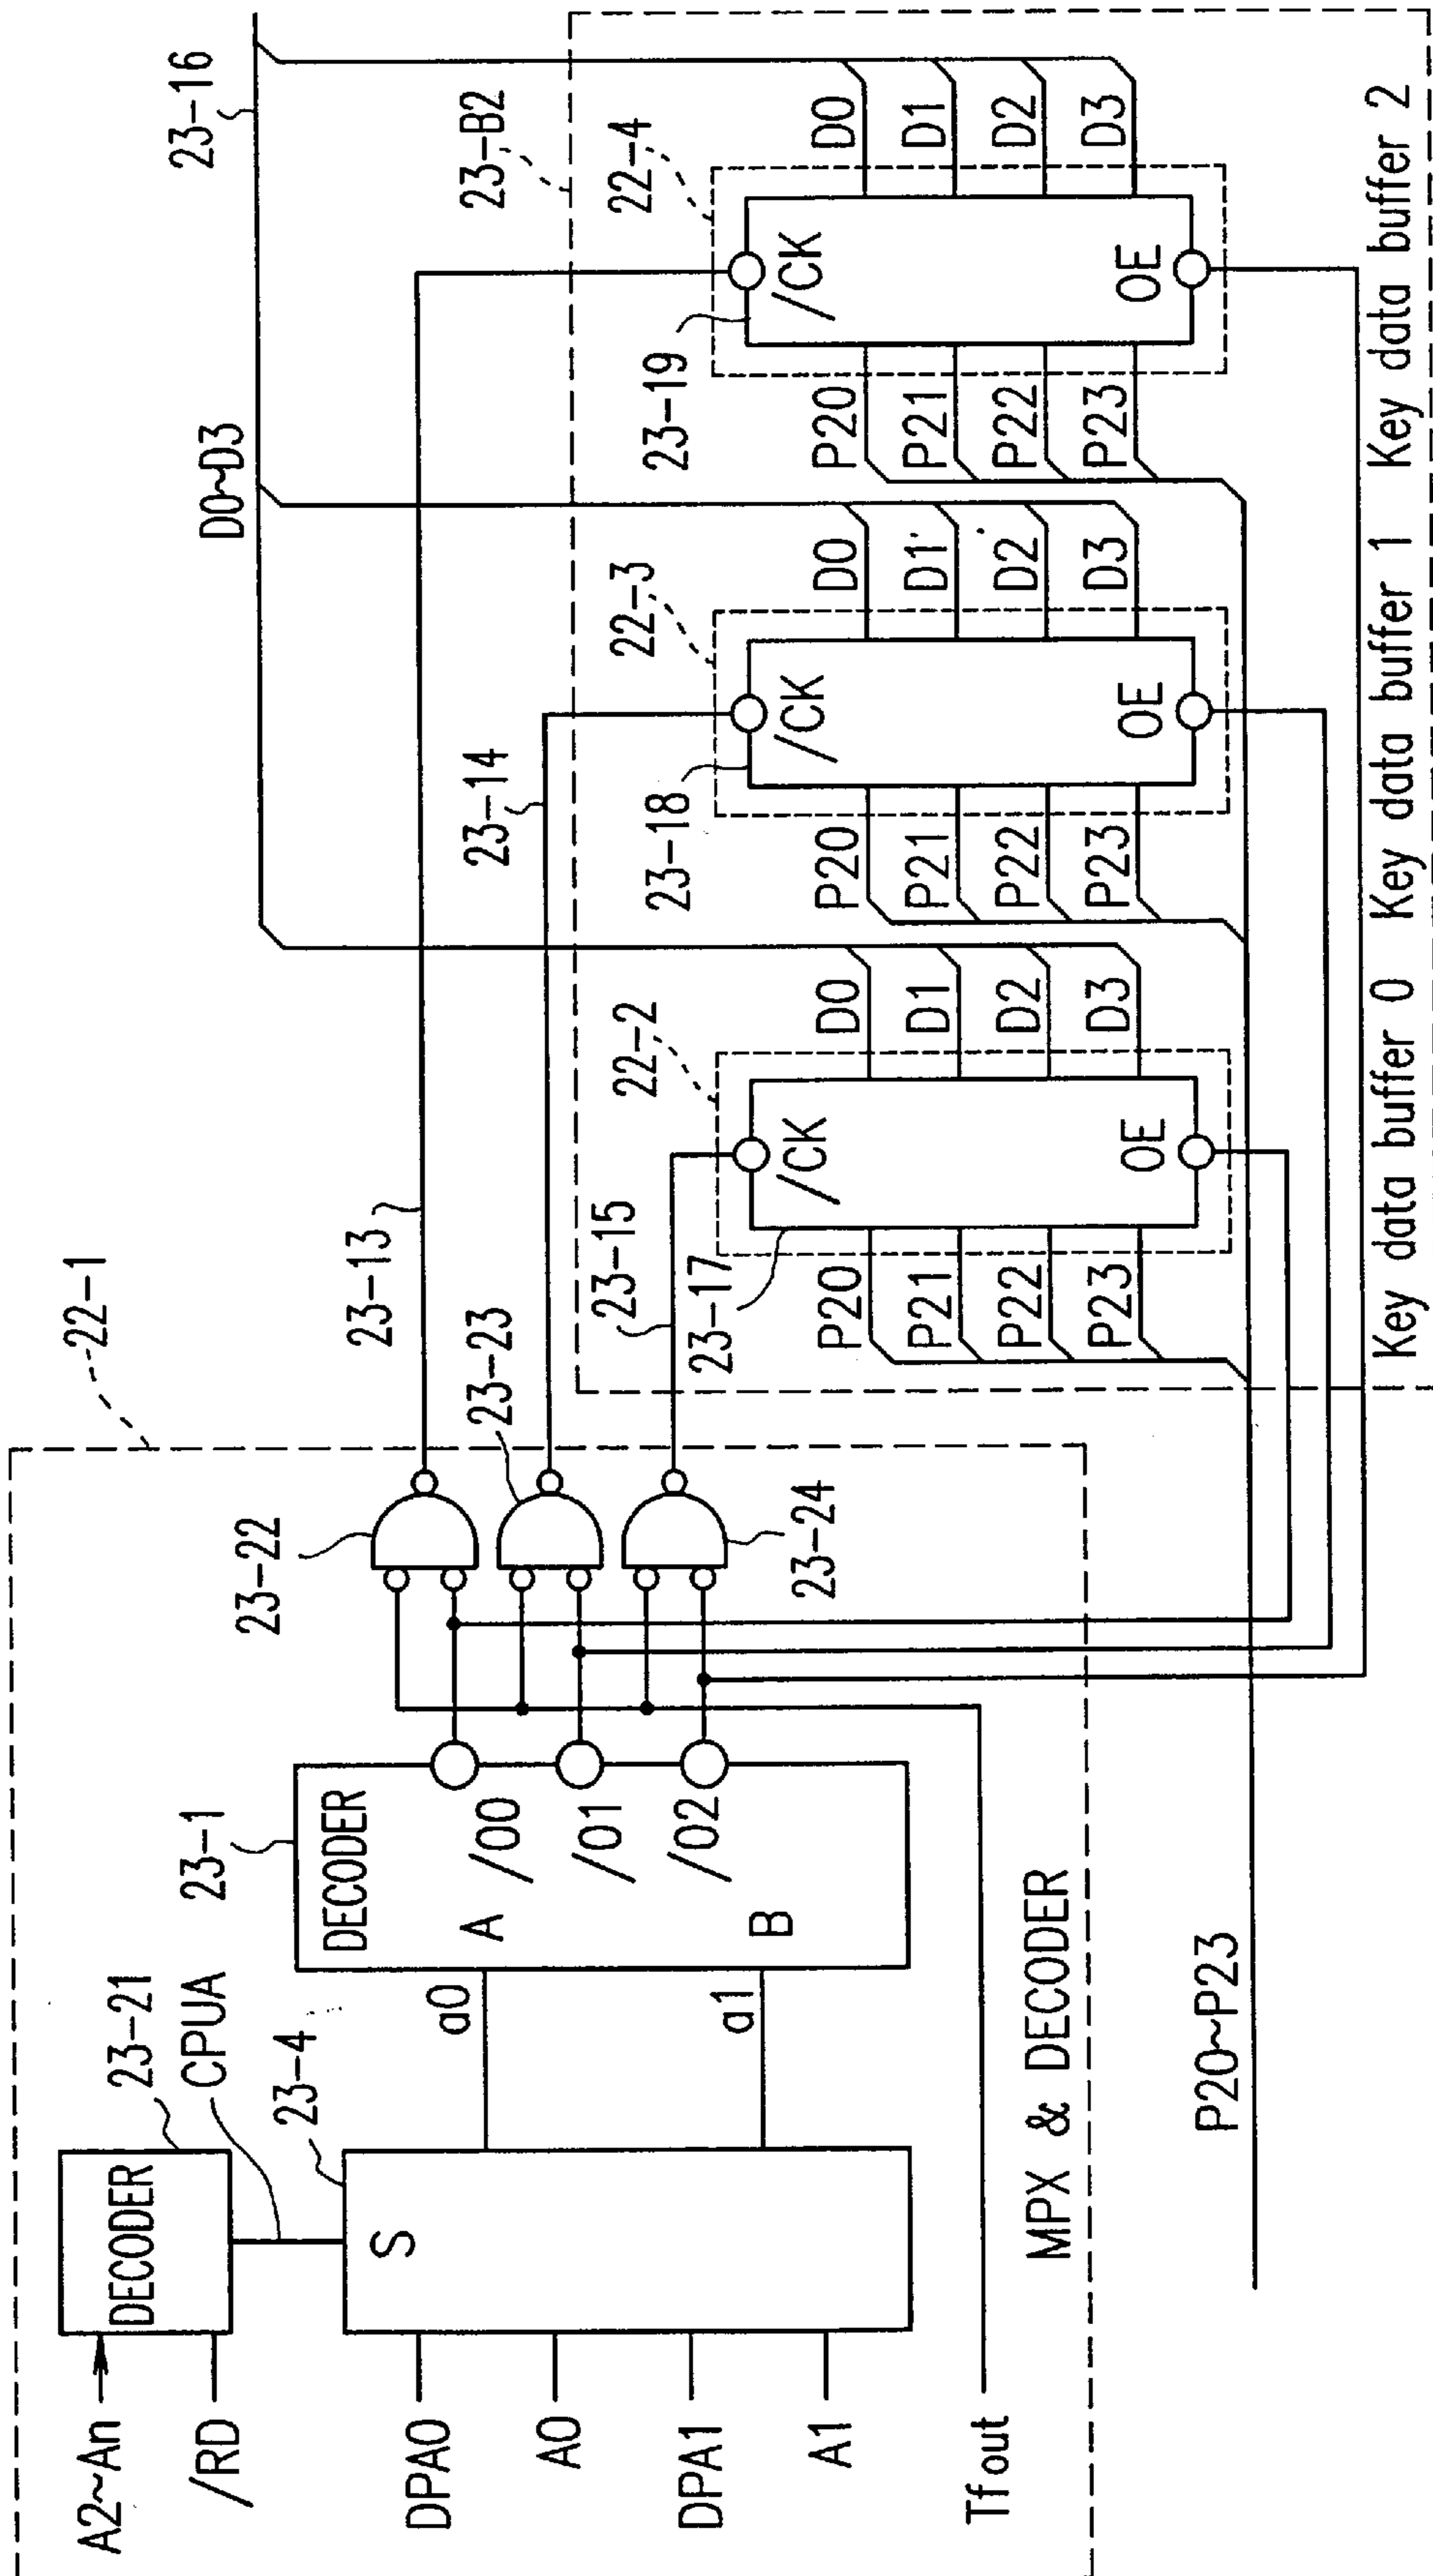 22-1
A2~An
/RD
DECODER
23-21
CPUA
23-4
S
DPA0
A0
DPA1
A1
Tfout
a0
a1
23-1
DECODER
A
B
/00
/01
/02
MPX & DECODER
23-22
23-23
23-24
23-13
23-14
23-15
D0~D3
23-16
23-B2
P20~P23
22-2
23-17
/CK
OE
P20
P21
P22
P23
D0
D1
D2
D3
22-3
23-18
/CK
OE
P20
P21
P22
P23
D0
D1
D2
D3
22-4
23-19
/CK
OE
P20
P21
P22
P23
D0
D1
D2
D3
Key data buffer 0
Key data buffer 1
Key data buffer 2